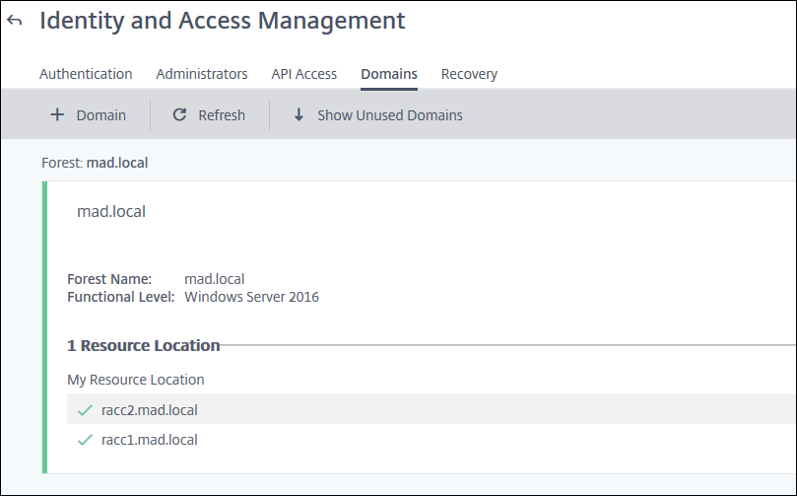 Identity and Access Management
Authentication Administrators API Access Domains Recovery
+ Domain Refresh Show Unused Domains
Forest: mad.local
mad.local
Forest Name: mad.local
Functional Level: Windows Server 2016
1 Resource Location
My Resource Location
racc2.mad.local
racc1.mad.local